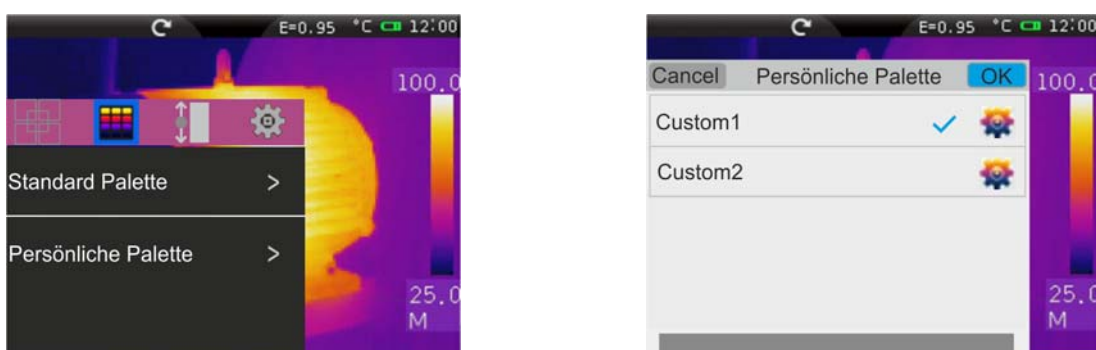 E=0.95 °C 12:00
100.0
Standard Palette >
Persönliche Palette >
25.0
M
E=0.95 °C 12:00
Cancel Persönliche Palette OK
100.0
Custom1
Custom2
25.0
M